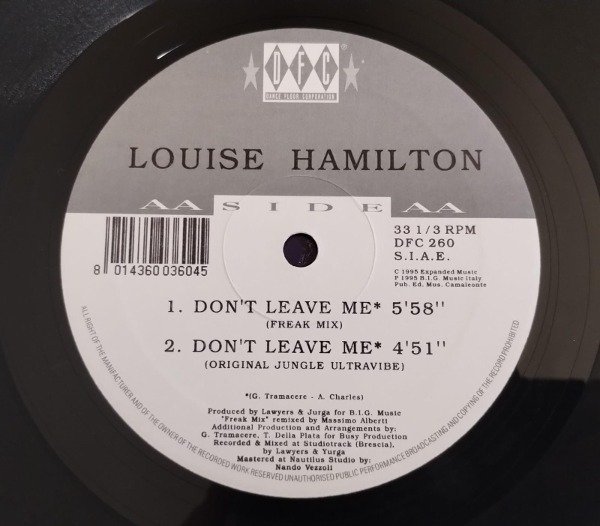 DFC
®
DANCE FLOOR CORPORATION
LOUISE HAMILTON
AA SIDE AA
33 1/3 RPM
DFC 260
S.I.A.E.
C 1995 Expanded Music
P 1995 B.I.G. Music Italy
Pub. Ed. Mus. Camaleonte
8 014360 036045
1. DON'T LEAVE ME* 5'58''
(FREAK MIX)
2. DON'T LEAVE ME* 4'51''
(ORIGINAL JUNGLE ULTRAVIBE)
*(G. Tramacere - A. Charles)
Produced by Lawyers & Jurga for B.I.G. Music
"Freak Mix" remixed by Massimo Alberti
Additional Production and Arrangements by:
G. Tramacere, T. Della Plata for Busy Production
Recorded & Mixed at Studiotrack (Brescia),
by Lawyers & Yurga
Mastered at Nautilus Studio by:
Nando Vezzoli
ALL RIGHT OF THE MANUFACTURER AND OF THE OWNER OF THE RECORDED WORK RESERVED UNAUTHORISED PUBLIC PERFORMANCE BROADCASTING AND COPYING OF THE RECORD PROHIBITED